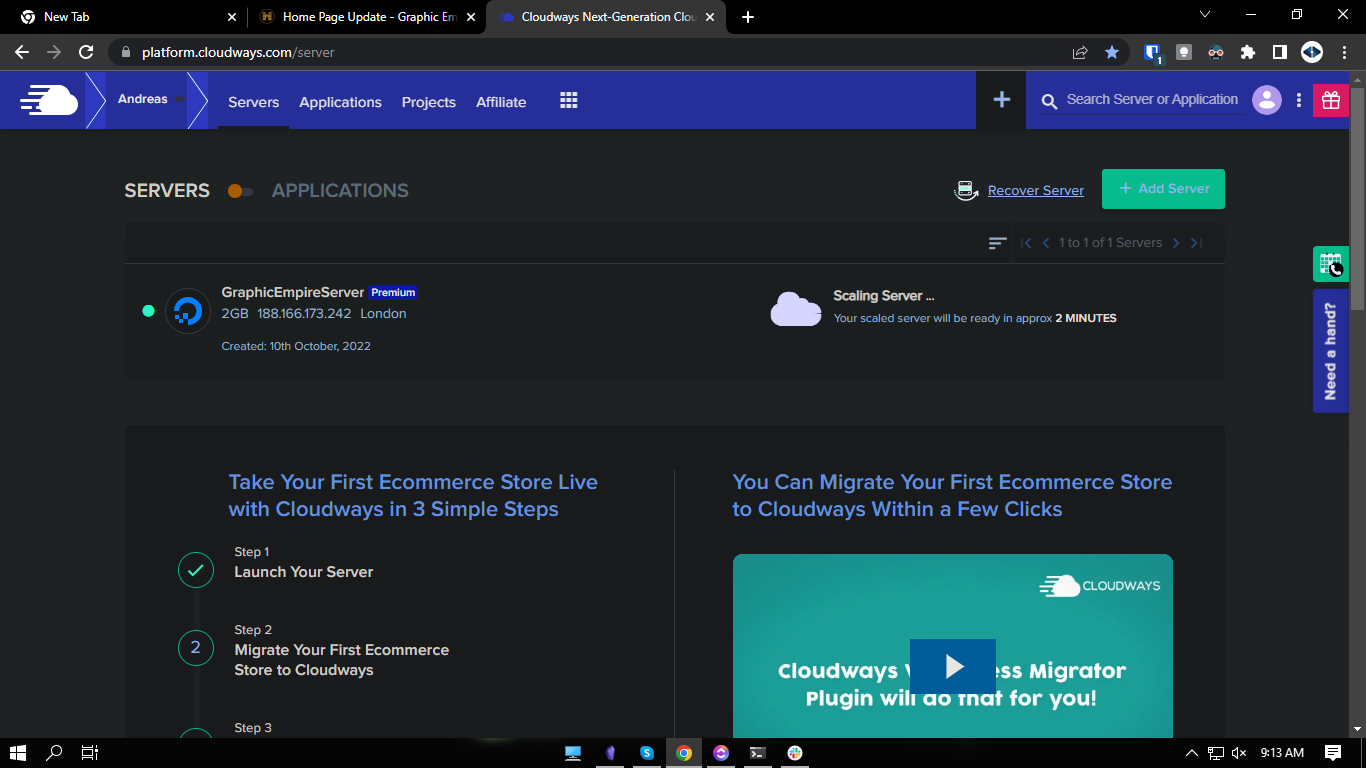 New Tab
Home Page Update - Graphic Em
Cloudways Next-Generation Clou
platform.cloudways.com/server
1
Andreas
Servers
Applications
Projects
Affiliate
Search Server or Application
SERVERS
APPLICATIONS
Recover Server
+ Add Server
1 to 1 of 1 Servers
GraphicEmpireServer Premium
2GB 188.166.173.242 London
Created: 10th October, 2022
Scaling Server ...
Your scaled server will be ready in approx 2 MINUTES
Need a hand?
Take Your First Ecommerce Store Live
with Cloudways in 3 Simple Steps
Step 1
Launch Your Server
2
Step 2
Migrate Your First Ecommerce
Store to Cloudways
Step 3
You Can Migrate Your First Ecommerce Store
to Cloudways Within a Few Clicks
CLOUDWAYS
Cloudways W ess Migrator
Plugin will do that for you!
9:13 AM